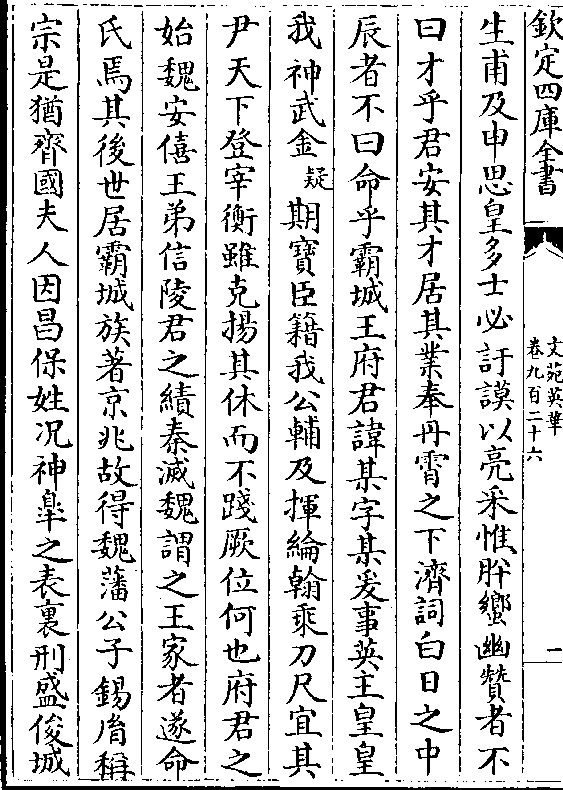 欽定四庫全書
文苑英華
卷九百二十六
一
生甫及申思皇多士必訏謨以亮采惟肸蠁幽贊者不
曰才乎君安其才居其業奉丹霄之下濟詞白日之中
辰者不曰命乎霸城王府君諱某字某爰事英主皇皇
我神武金疑期寶臣籍我公輔及揮綸翰乘刀尺宜其
尹天下登宰衡雖克揚其休而不踐厥位何也府君之
始魏安僖王弟信陵君之績秦滅魏謂之王家者遂命
氏焉其後世居霸城族著京兆故得魏藩公子錫胤稱
宗是猶齊國夫人因昌保姓况神皋之表裏刑盛俊城